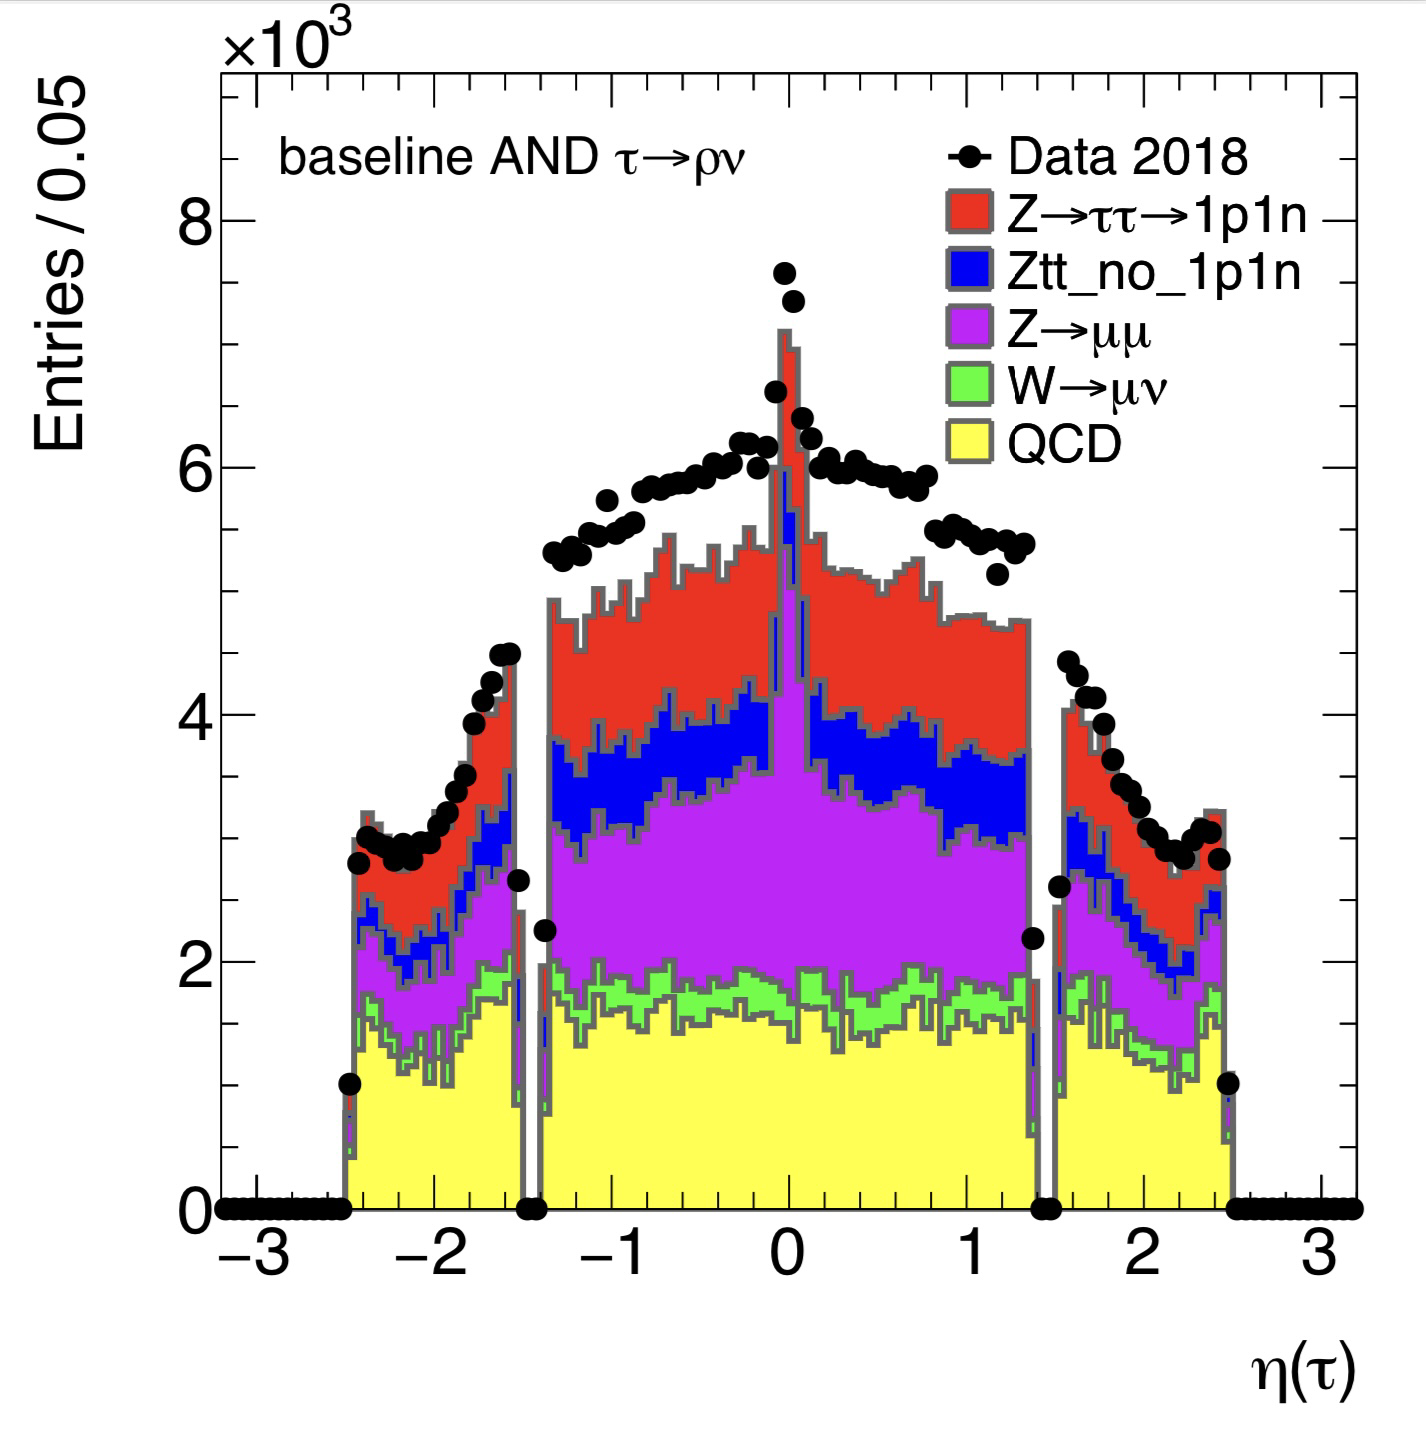 ×10³
Entries / 0.05
baseline AND τ→ρν
Data 2018
Z→ττ→1p1n
Ztt_no_1p1n
Z→μμ
W→μν
QCD
8
6
4
2
0
−3 −2 −1 0 1 2 3
η(τ)